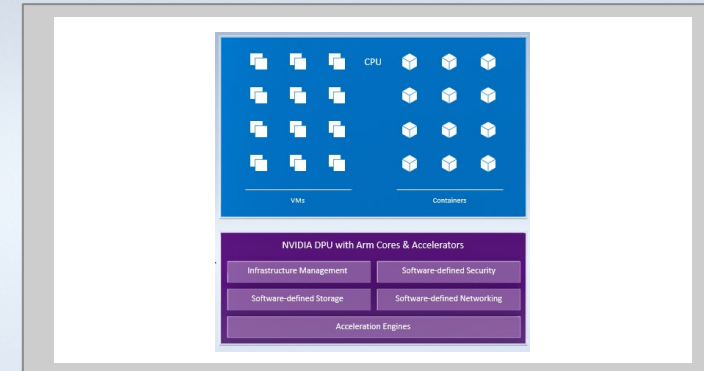 CPU
VMs
Containers
NVIDIA DPU with Arm Cores & Accelerators
Infrastructure Management
Software-defined Security
Software-defined Storage
Software-defined Networking
Acceleration Engines